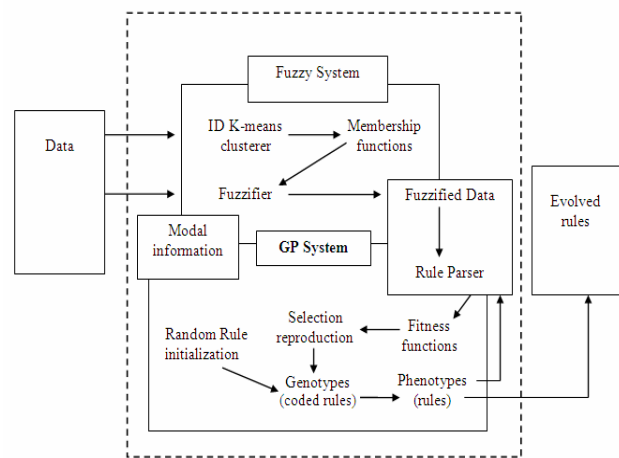 Fuzzy System
Data
ID K-means
clusterer
Membership
functions
Fuzzifier
Fuzzified Data
Evolved
rules
Modal
information
GP System
Rule Parser
Selection
reproduction
Fitness
functions
Random Rule
initialization
Genotypes
(coded rules)
Phenotypes
(rules)